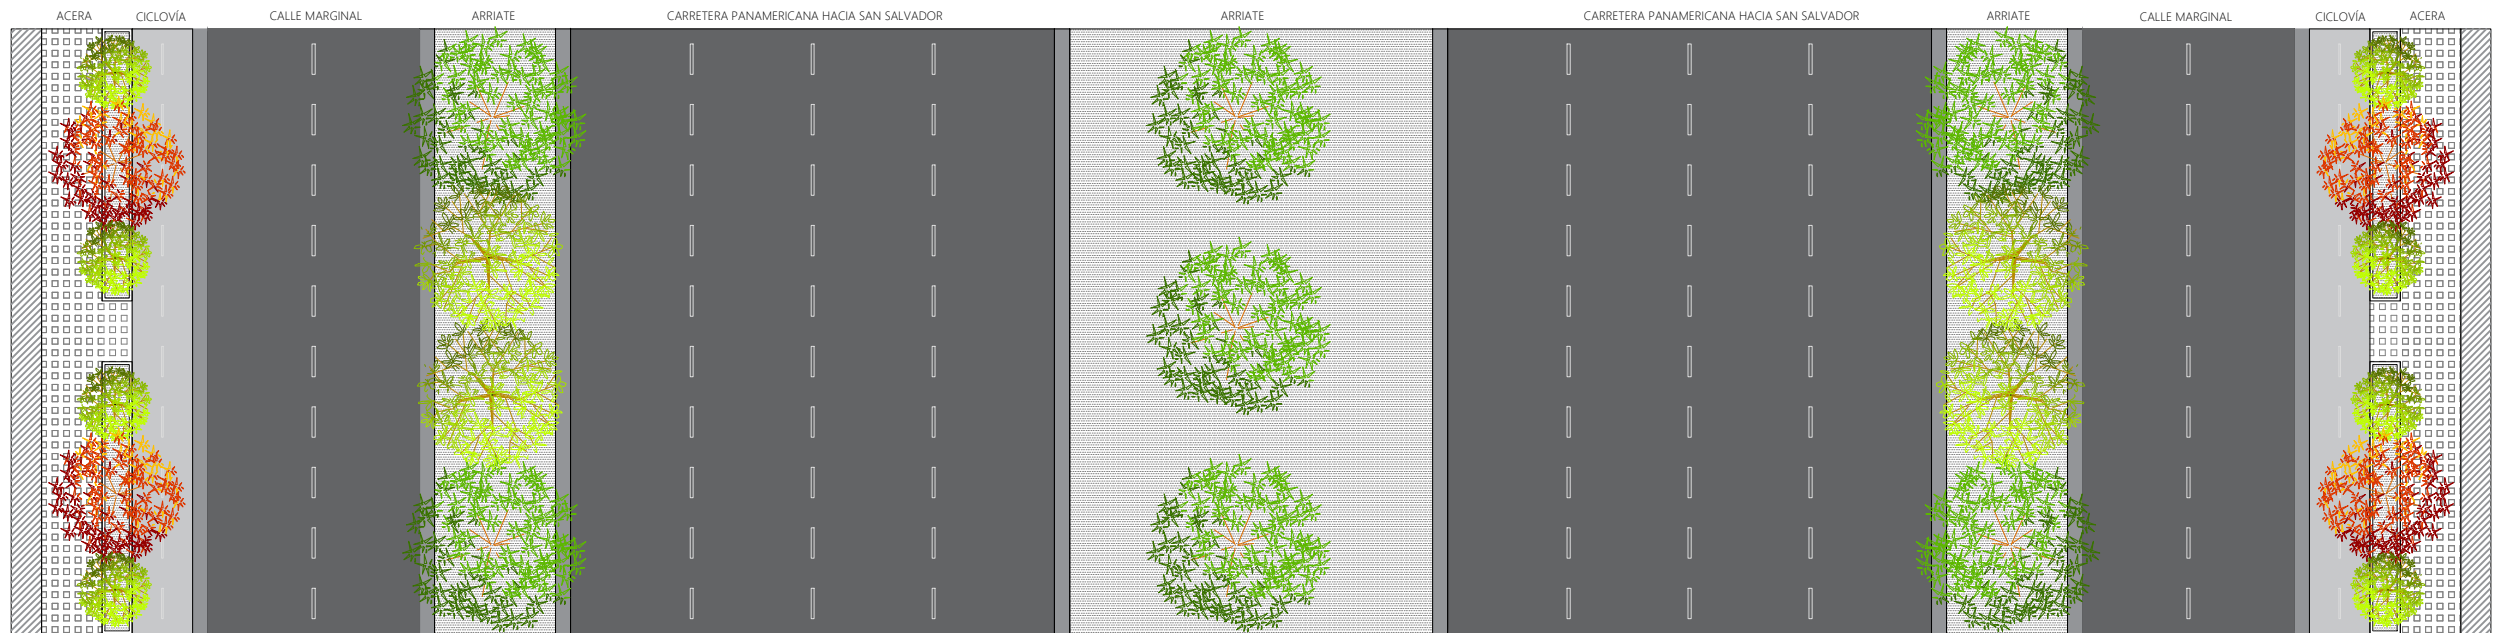 ACERA
CICLOVÍA
CALLE MARGINAL
ARRIATE
CARRETERA PANAMERICANA HACIA SAN SALVADOR
ARRIATE
CARRETERA PANAMERICANA HACIA SAN SALVADOR
ARRIATE
CALLE MARGINAL
CICLOVÍA
ACERA